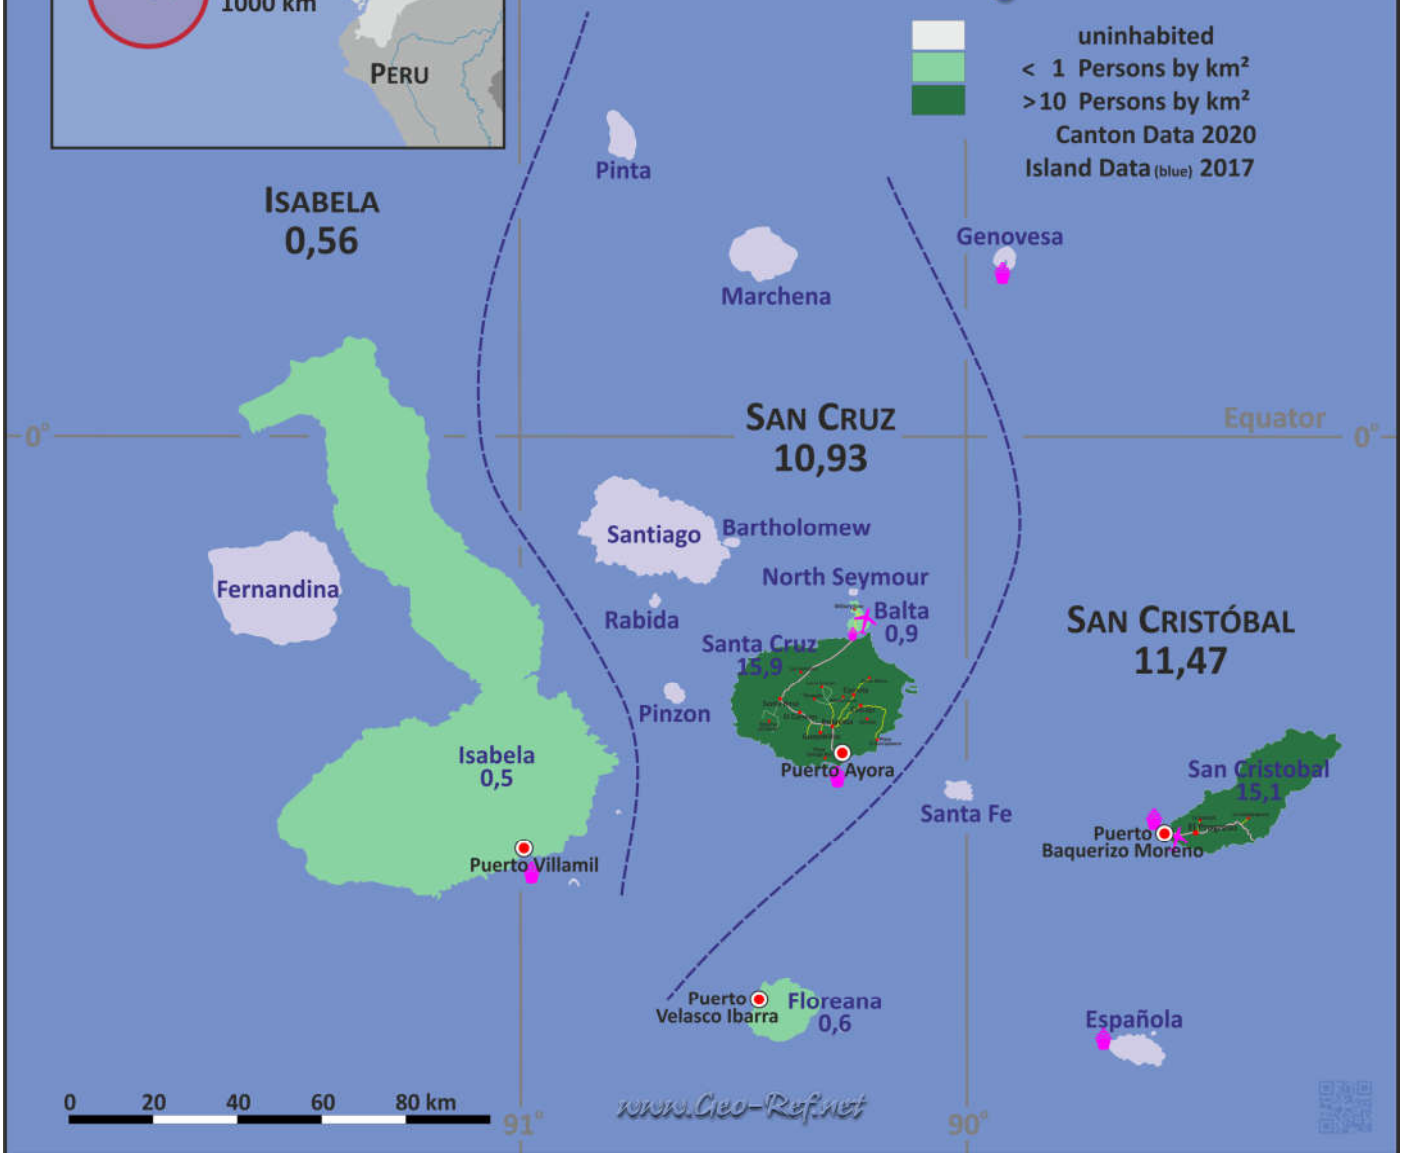 1000 km
PERU
uninhabited
< 1 Persons by km²
>10 Persons by km²
Canton Data 2020
Island Data (blue) 2017
Pinta
ISABELA
0,56
Genovesa
Marchena
SAN CRUZ
10,93
Equator
0°
0°
Santiago
Bartholomew
North Seymour
Fernandina
Balta
0,9
Rabida
SAN CRISTÓBAL
11,47
Santa Cruz
15,9
Pinzon
Isabela
0,5
Puerto Ayora
San Cristobal
15,1
Santa Fe
Puerto
Baquerizo Moreno
El Progreso
Puerto Villamil
Puerto
Velasco Ibarra
Floreana
0,6
Española
0 20 40 60 80 km
www.Geo-Ref.net
91°
90°